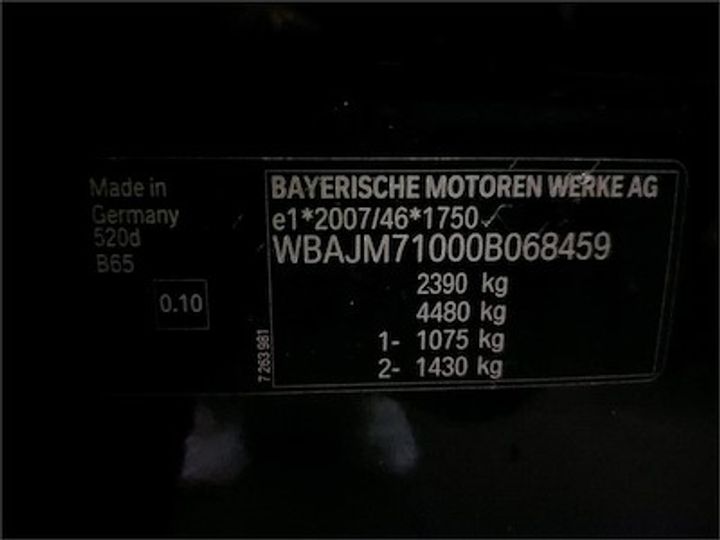 Made in
Germany
520d
B65
0.10
7 263 981
BAYERISCHE MOTOREN WERKE AG
e1*2007/46*1750
WBAJM71000B068459
2390 kg
4480 kg
1- 1075 kg
2- 1430 kg